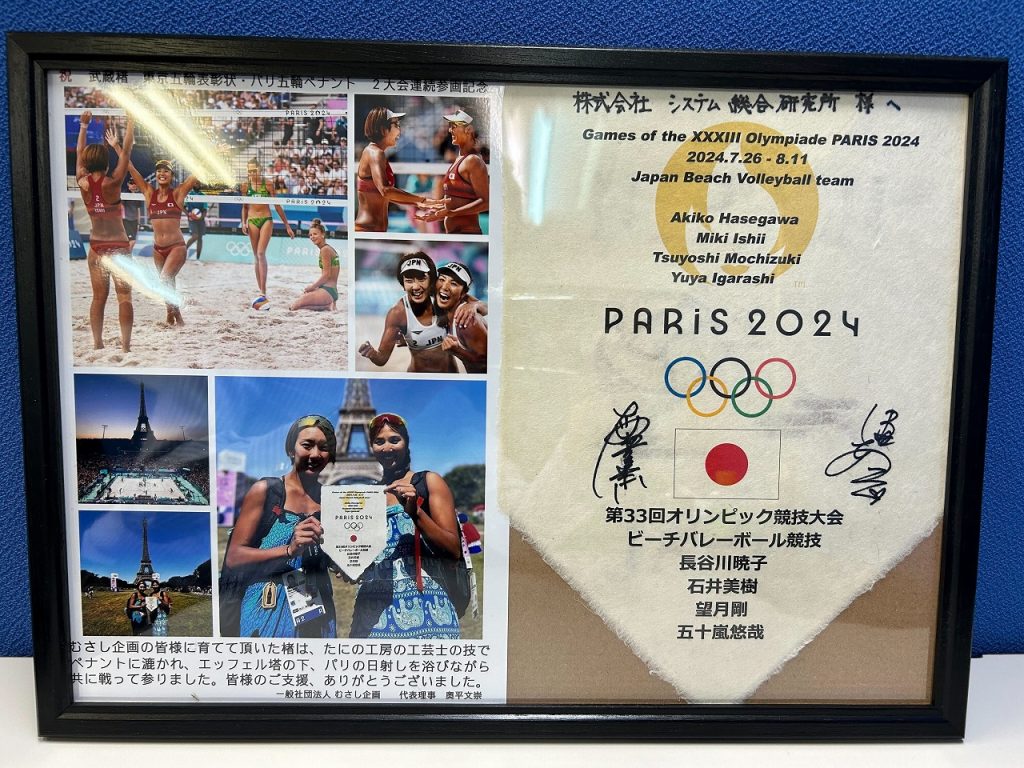 祝 武蔵楮 東京五輪表彰状・パリ五輪ペナント 2大会連続参画記念
PARIS 2024
PARIS 2024
JPN
JPN
JPN
2
PARIS 2024
むさし企画の皆様に育てて頂いた楮は、たにの工房の工芸士の技で
ペナントに漉かれ、エッフェル塔の下、パリの日射しを浴びながら
共に戦って参りました。皆様のご支援、ありがとうございました。
一般社団法人 むさし企画 代表理事 奥平文崇
株式会社 システム総合研究所 様へ
Games of the XXXIII Olympiade PARIS 2024
2024.7.26 - 8.11
Japan Beach Volleyball team
Akiko Hasegawa
Miki Ishii
Tsuyoshi Mochizuki
Yuya Igarashi
TM
PARIS 2024
第33回オリンピック競技大会
ビーチバレーボール競技
長谷川暁子
石井美樹
望月剛
五十嵐悠哉